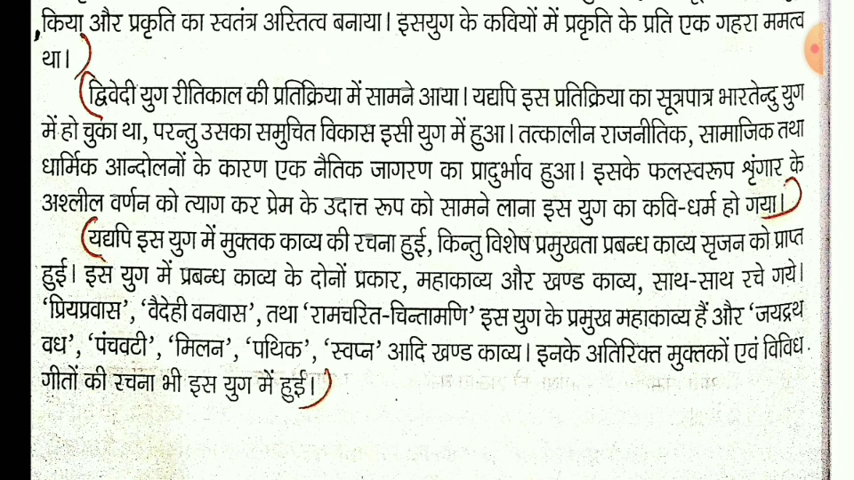 किया और प्रकृति का स्वतंत्र अस्तित्व बनाया। इसयुग के कवियों में प्रकृति के प्रति एक गहरा ममत्व
था।
द्विवेदी युग रीतिकाल की प्रतिक्रिया में सामने आया। यद्यपि इस प्रतिक्रिया का सूत्रपात्र भारतेन्दु युग
में हो चुका था, परन्तु उसका समुचित विकास इसी युग में हुआ। तत्कालीन राजनीतिक, सामाजिक तथा
धार्मिक आन्दोलनों के कारण एक नैतिक जागरण का प्रादुर्भाव हुआ। इसके फलस्वरूप शृंगार के
अश्लील वर्णन को त्याग कर प्रेम के उदात्त रूप को सामने लाना इस युग का कवि-धर्म हो गया।
यद्यपि इस युग में मुक्तक काव्य की रचना हुई, किन्तु विशेष प्रमुखता प्रबन्ध काव्य सृजन को प्राप्त
हुई। इस युग में प्रबन्ध काव्य के दोनों प्रकार, महाकाव्य और खण्ड काव्य, साथ-साथ रचे गये।
'प्रियप्रवास', 'वैदेही वनवास', तथा 'रामचरित-चिन्तामणि' इस युग के प्रमुख महाकाव्य हैं और 'जयद्रथ
वध', 'पंचवटी', 'मिलन', 'पथिक', 'स्वप्न' आदि खण्ड काव्य। इनके अतिरिक्त मुक्तकों एवं विविध
गीतों की रचना भी इस युग में हुई।